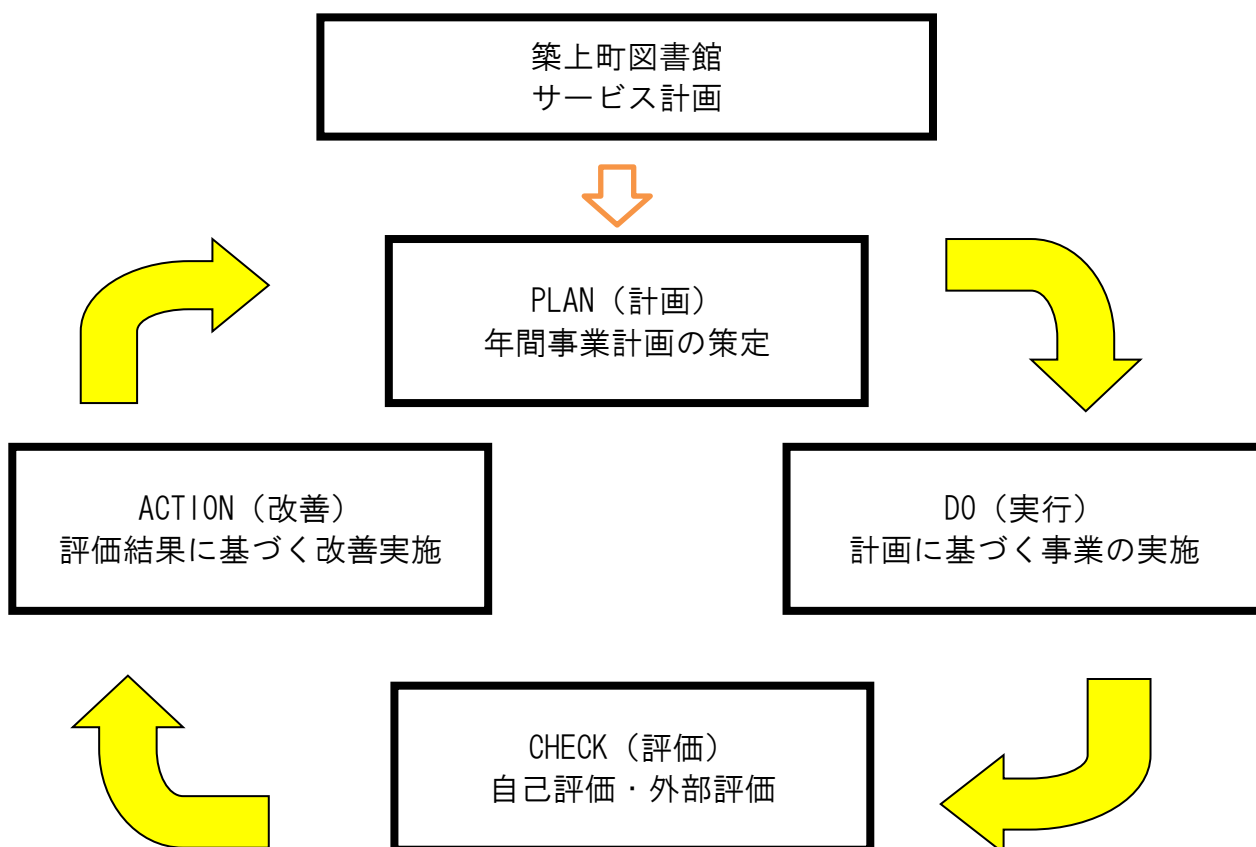 築上町図書館
サービス計画
PLAN（計画）
年間事業計画の策定
ACTION（改善）
評価結果に基づく改善実施
DO（実行）
計画に基づく事業の実施
CHECK（評価）
自己評価・外部評価